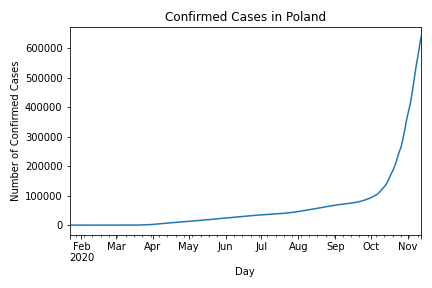 Confirmed Cases in Poland
Number of Confirmed Cases
600000
500000
400000
300000
200000
100000
0
Feb Mar Apr May Jun Jul Aug Sep Oct Nov
2020
Day